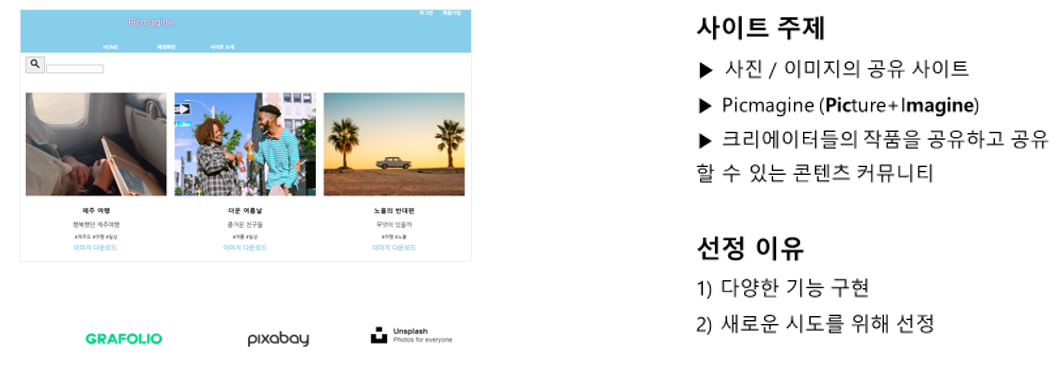 로그인 회원가입
Picmagine
HOME 배경화면 사이트 소개
제주 여행
행복했던 제주여행
#제주도 #여행 #일상
이미지 다운로드
더운 여름날
즐거운 친구들
#여름 #일상
이미지 다운로드
노을의 반대편
무엇이 있을까
#여행 #노을
이미지 다운로드
GRAFOLIO
pixabay
Unsplash
Photos for everyone
사이트 주제
▶ 사진 / 이미지의 공유 사이트
▶ Picmagine (Picture+Imagine)
▶ 크리에이터들의 작품을 공유하고 공유
할 수 있는 콘텐츠 커뮤니티
선정 이유
1) 다양한 기능 구현
2) 새로운 시도를 위해 선정